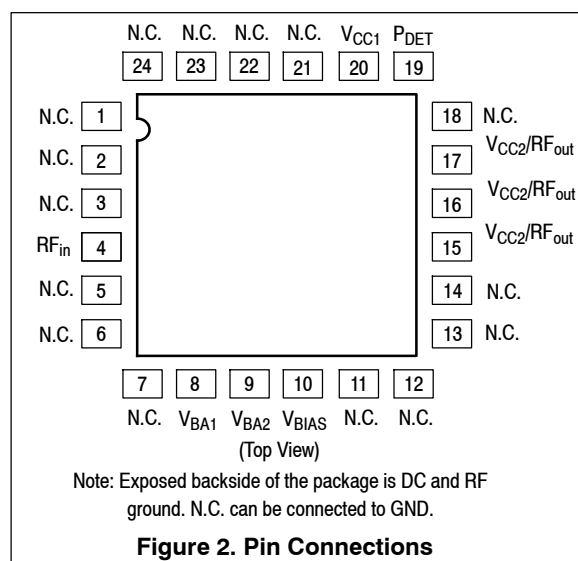 N.C. N.C. N.C. N.C. VCC1 PDET
24 23 22 21 20 19
N.C. 1 18 N.C.
N.C. 2 17 VCC2/RFout
N.C. 3 16 VCC2/RFout
RFin 4 15 VCC2/RFout
N.C. 5 14 N.C.
N.C. 6 13 N.C.
7 8 9 10 11 12
N.C. VBA1 VBA2 VBIAS N.C. N.C.
(Top View)
Note: Exposed backside of the package is DC and RF
ground. N.C. can be connected to GND.
Figure 2. Pin Connections